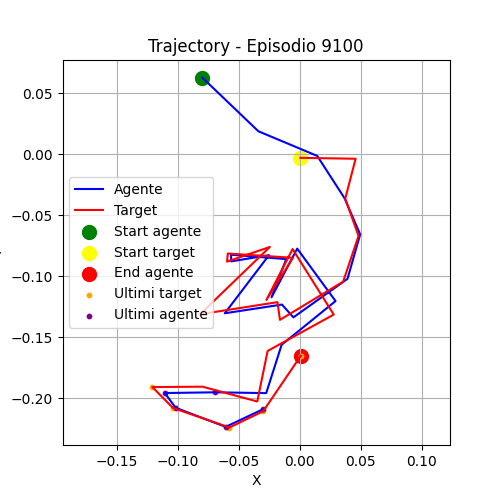 Trajectory - Episodio 9100
0.05
0.00
−0.05
−0.10
−0.15
−0.20
Agente
Target
Start agente
Start target
End agente
Ultimi target
Ultimi agente
−0.15
−0.10
−0.05
0.00
0.05
0.10
X